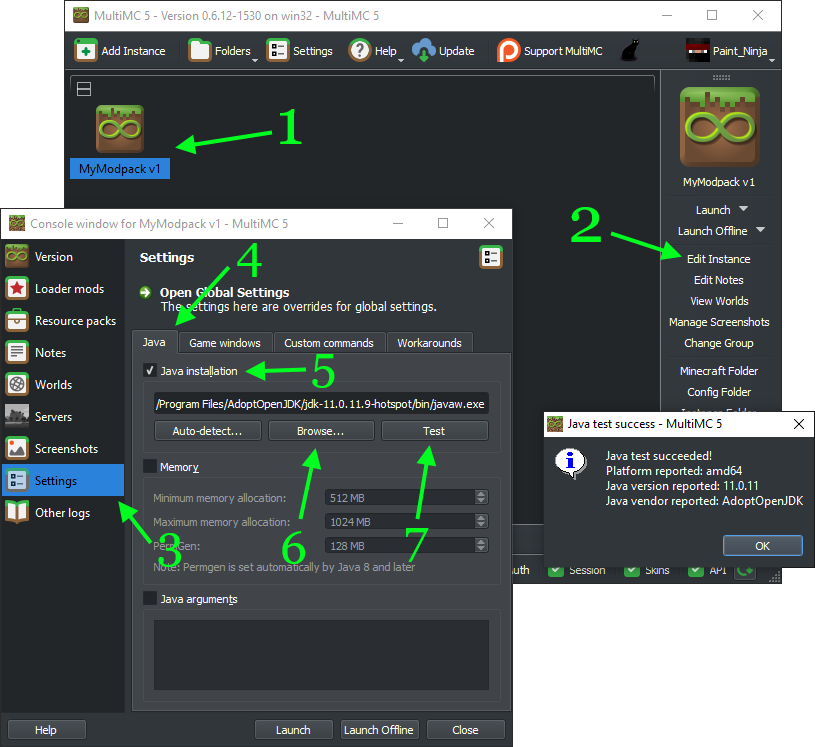 MultiMC 5 - Version 0.6.12-1530 on win32 - MultiMC 5
Add Instance Folders Settings Help Update Support MultiMC Paint_Ninja
1
MyModpack v1
MyModpack v1
Launch
Launch Offline
2
Edit Instance
Edit Notes
View Worlds
Manage Screenshots
Change Group
Minecraft Folder
Config Folder
Instance Folder
Console window for MyModpack v1 - MultiMC 5
Version
Loader mods
Resource packs
Notes
Worlds
Servers
Screenshots
Settings
Other logs
3
Settings
4
Open Global Settings
The settings here are overrides for global settings.
Java Game windows Custom commands Workarounds
Java installation
5
/Program Files/AdoptOpenJDK/jdk-11.0.11.9-hotspot/bin/javaw.exe
Auto-detect... Browse... Test
6
7
Memory
Minimum memory allocation: 512 MB
Maximum memory allocation: 1024 MB
PermGen: 128 MB
Note: Permgen is set automatically by Java 8 and later
Java arguments
Help Launch Launch Offline Close
Java test success - MultiMC 5
Java test succeeded!
Platform reported: amd64
Java version reported: 11.0.11
Java vendor reported: AdoptOpenJDK
OK
Session Skins API